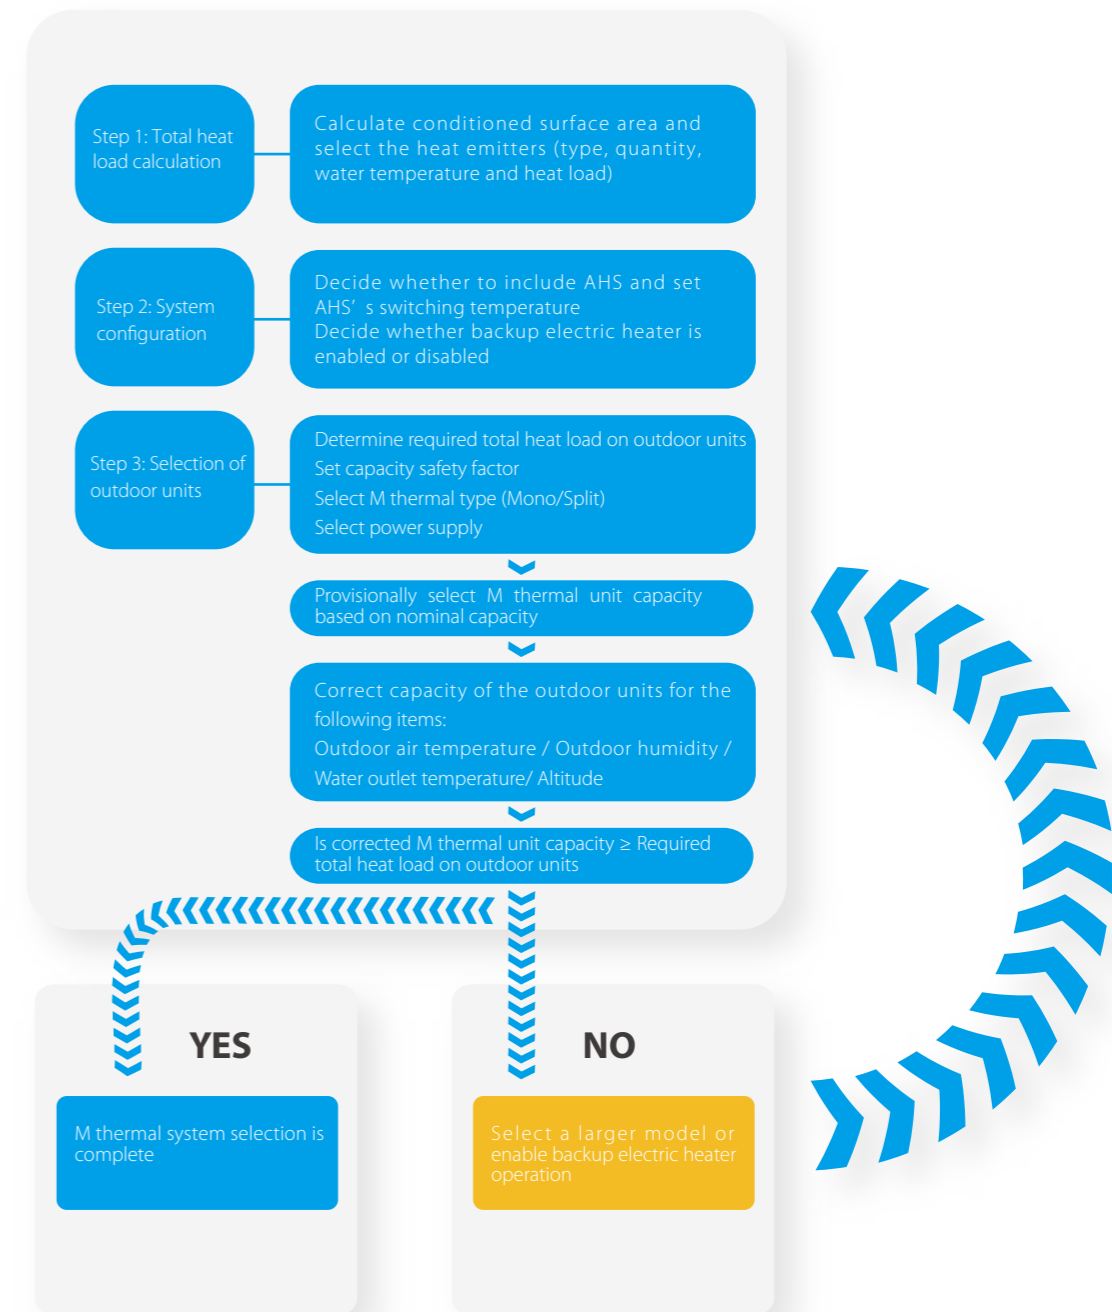 Step 1: Total heat
load calculation
Calculate conditioned surface area and
select the heat emitters (type, quantity,
water temperature and heat load)
Step 2: System
configuration
Decide whether to include AHS and set
AHS’ s switching temperature
Decide whether backup electric heater is
enabled or disabled
Step 3: Selection of
outdoor units
Determine required total heat load on outdoor units
Set capacity safety factor
Select M thermal type (Mono/Split)
Select power supply
Provisionally select M thermal unit capacity
based on nominal capacity
Correct capacity of the outdoor units for the
following items:
Outdoor air temperature / Outdoor humidity /
Water outlet temperature/ Altitude
Is corrected M thermal unit capacity ≥ Required
total heat load on outdoor units
YES
M thermal system selection is
complete
NO
Select a larger model or
enable backup electric heater
operation